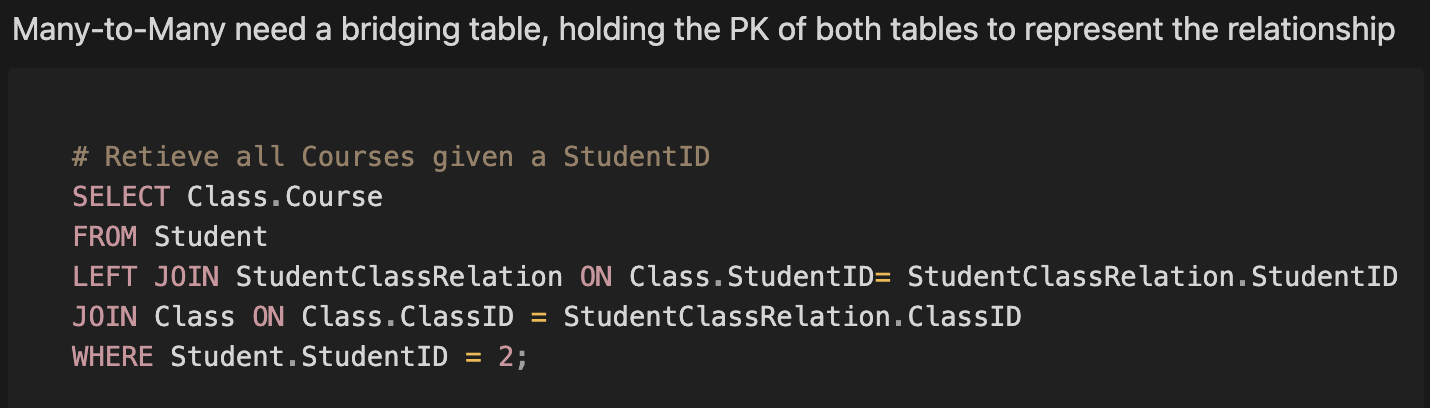 Many-to-Many need a bridging table, holding the PK of both tables to represent the relationship
# Retieve all Courses given a StudentID
SELECT Class.Course
FROM Student
LEFT JOIN StudentClassRelation ON Class.StudentID= StudentClassRelation.StudentID
JOIN Class ON Class.ClassID = StudentClassRelation.ClassID
WHERE Student.StudentID = 2;